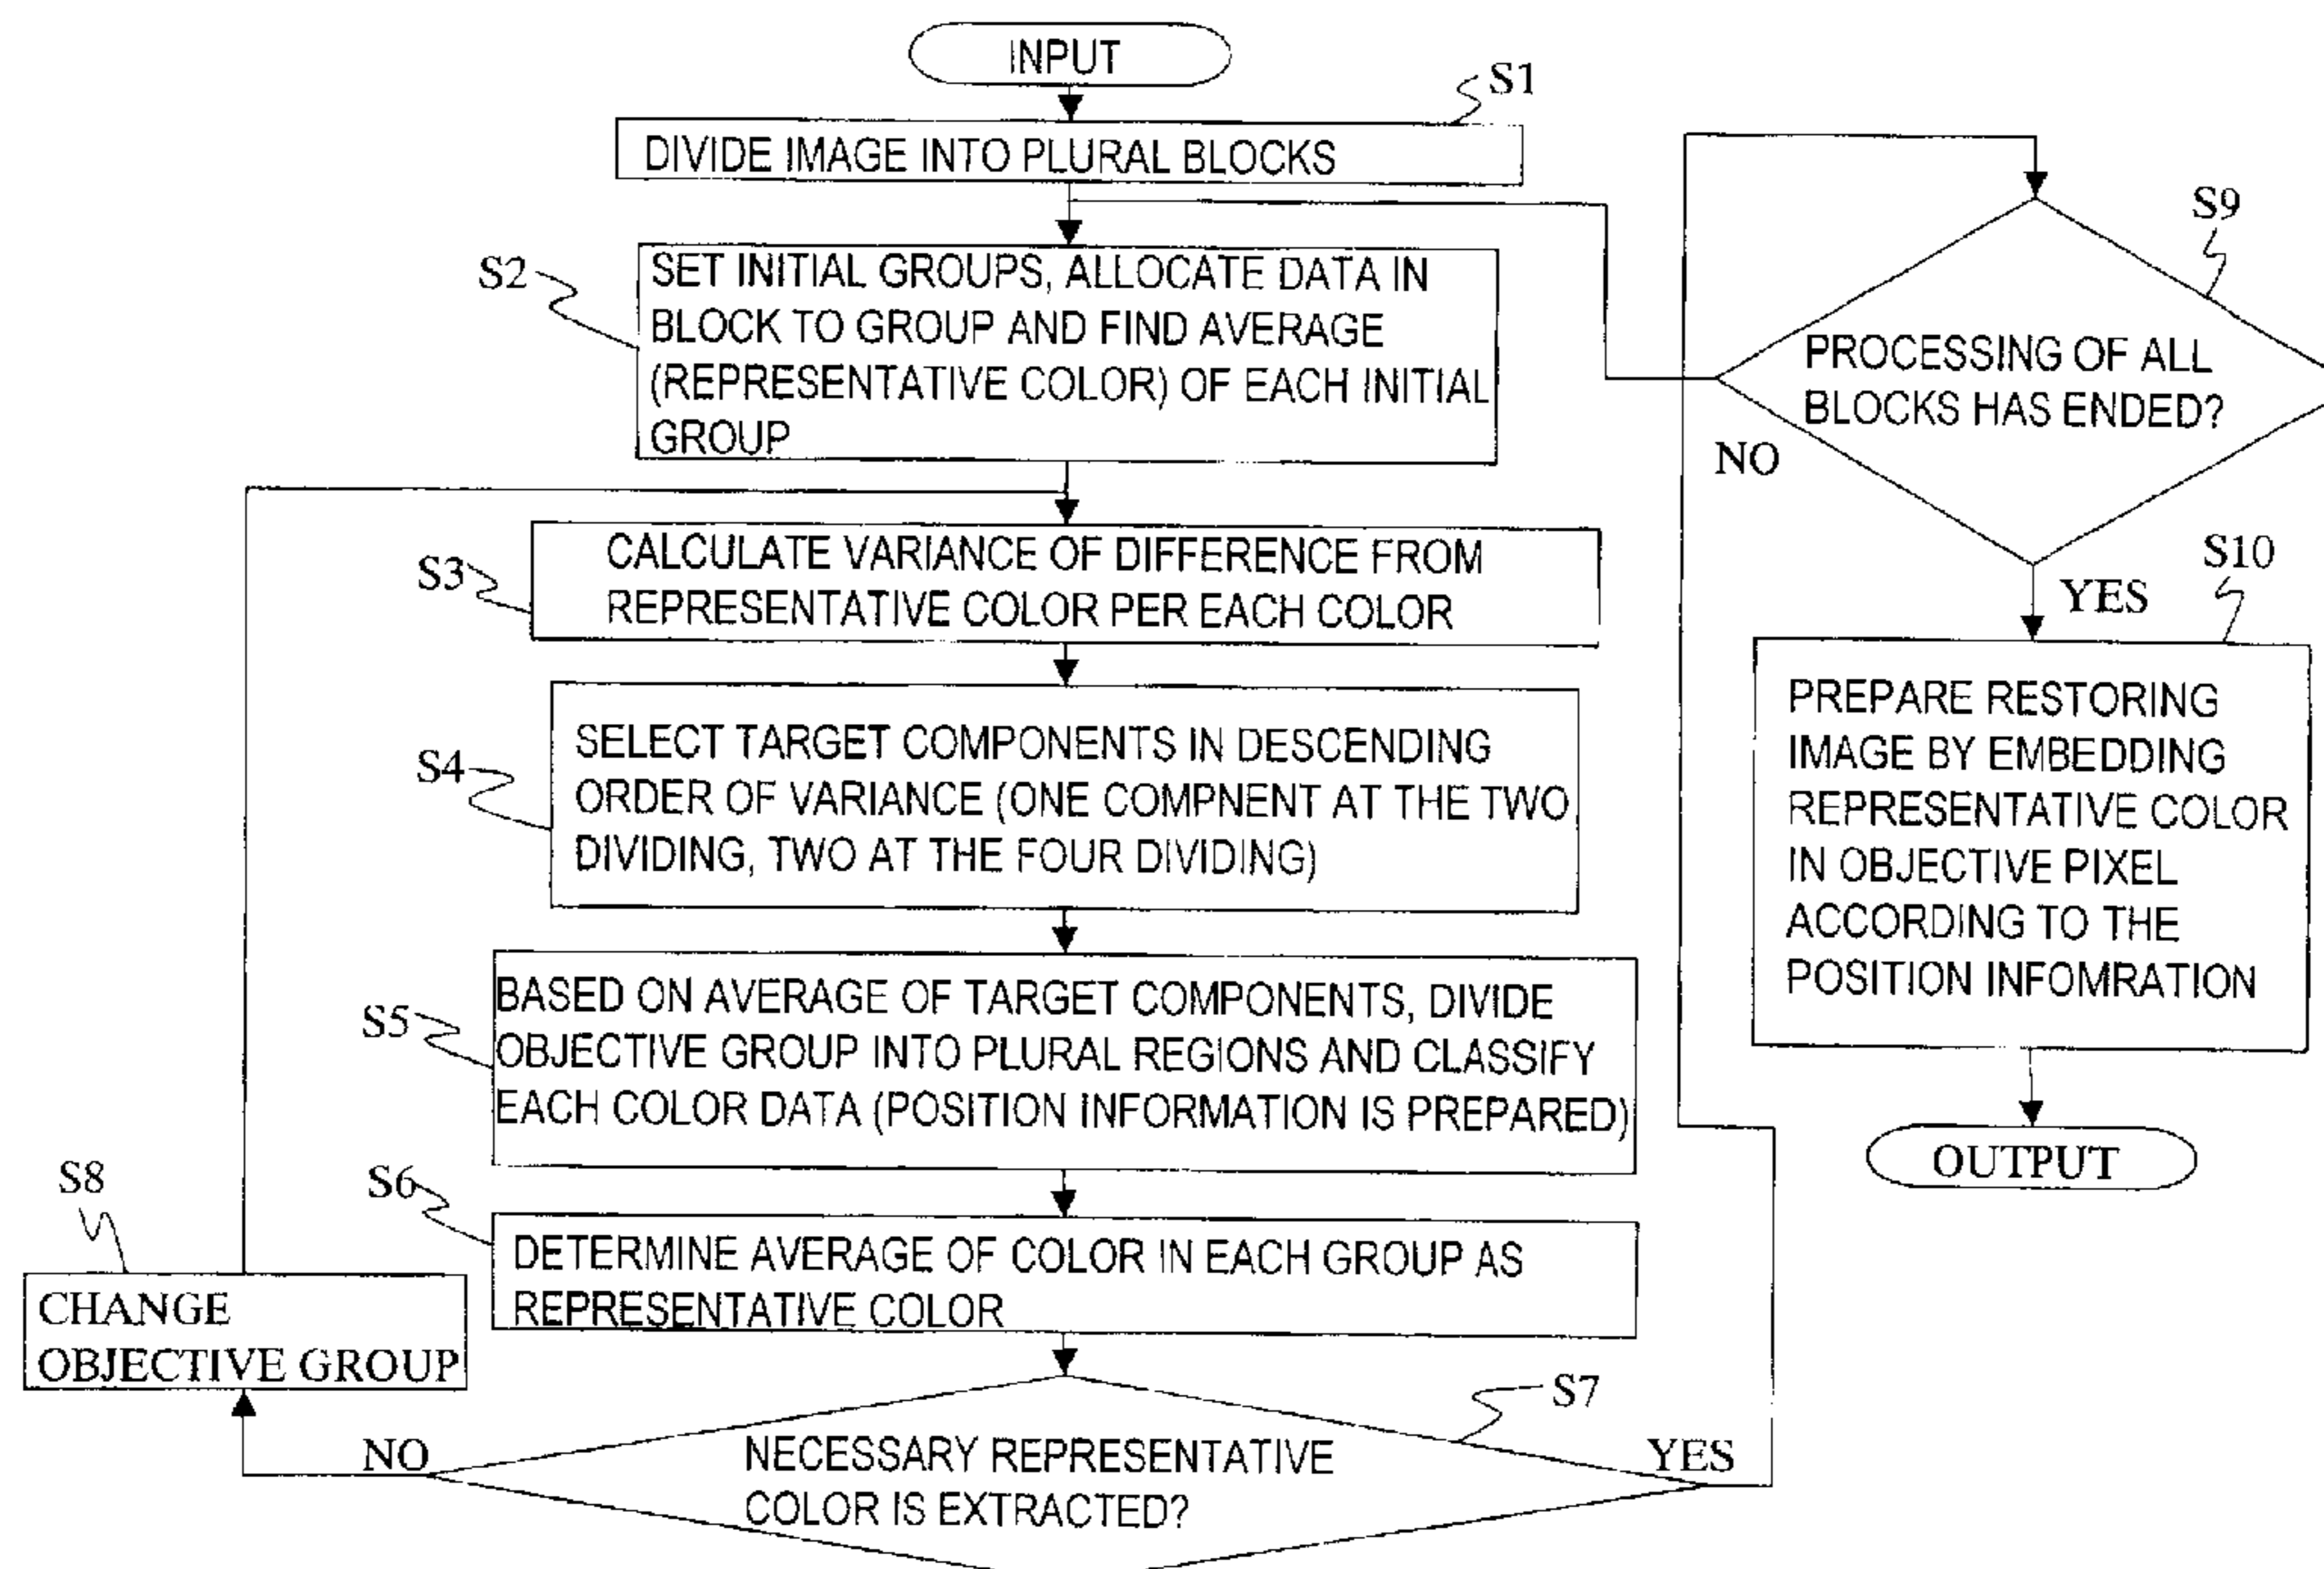 INPUT
S1
DIVIDE IMAGE INTO PLURAL BLOCKS
S2
SET INITIAL GROUPS, ALLOCATE DATA IN
BLOCK TO GROUP AND FIND AVERAGE
(REPRESENTATIVE COLOR) OF EACH INITIAL
GROUP
S3
CALCULATE VARIANCE OF DIFFERENCE FROM
REPRESENTATIVE COLOR PER EACH COLOR
S4
SELECT TARGET COMPONENTS IN DESCENDING
ORDER OF VARIANCE (ONE COMPNENT AT THE TWO
DIVIDING, TWO AT THE FOUR DIVIDING)
S5
BASED ON AVERAGE OF TARGET COMPONENTS, DIVIDE
OBJECTIVE GROUP INTO PLURAL REGIONS AND CLASSIFY
EACH COLOR DATA (POSITION INFORMATION IS PREPARED)
S6
DETERMINE AVERAGE OF COLOR IN EACH GROUP AS
REPRESENTATIVE COLOR
S7
NECESSARY REPRESENTATIVE
COLOR IS EXTRACTED?
NO
YES
S8
CHANGE
OBJECTIVE GROUP
S9
PROCESSING OF ALL
BLOCKS HAS ENDED?
NO
YES
S10
PREPARE RESTORING
IMAGE BY EMBEDDING
REPRESENTATIVE COLOR
IN OBJECTIVE PIXEL
ACCORDING TO THE
POSITION INFOMRATION
OUTPUT